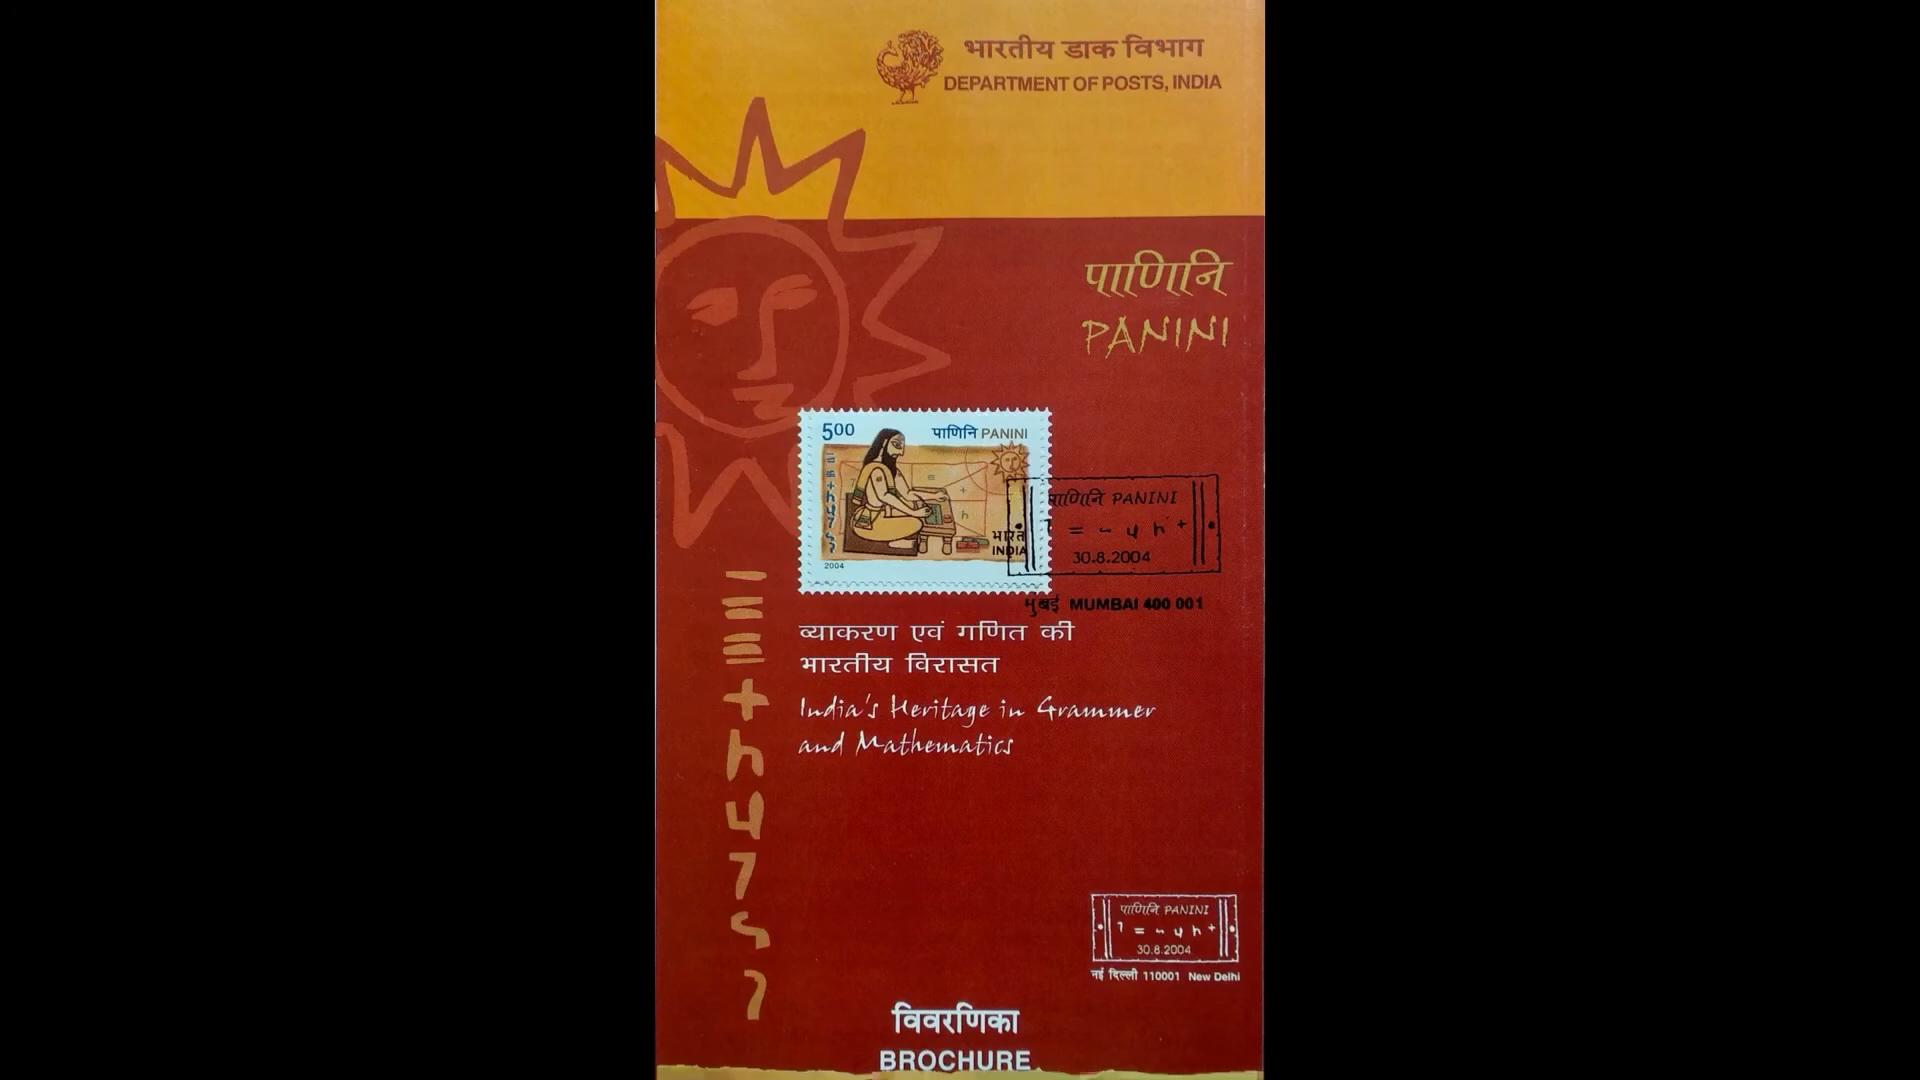 भारतीय डाक विभाग
DEPARTMENT OF POSTS, INDIA
पाणिनि
PANINI
500
पाणिनि PANINI
भारत
INDIA
2004
पाणिनि PANINI
30.8.2004
मुंबई MUMBAI 400 001
व्याकरण एवं गणित की
भारतीय विरासत
India's Heritage in Grammer
and Mathematics
पाणिनि PANINI
30.8.2004
नई दिल्ली 110001 New Delhi
विवरणिका
BROCHURE